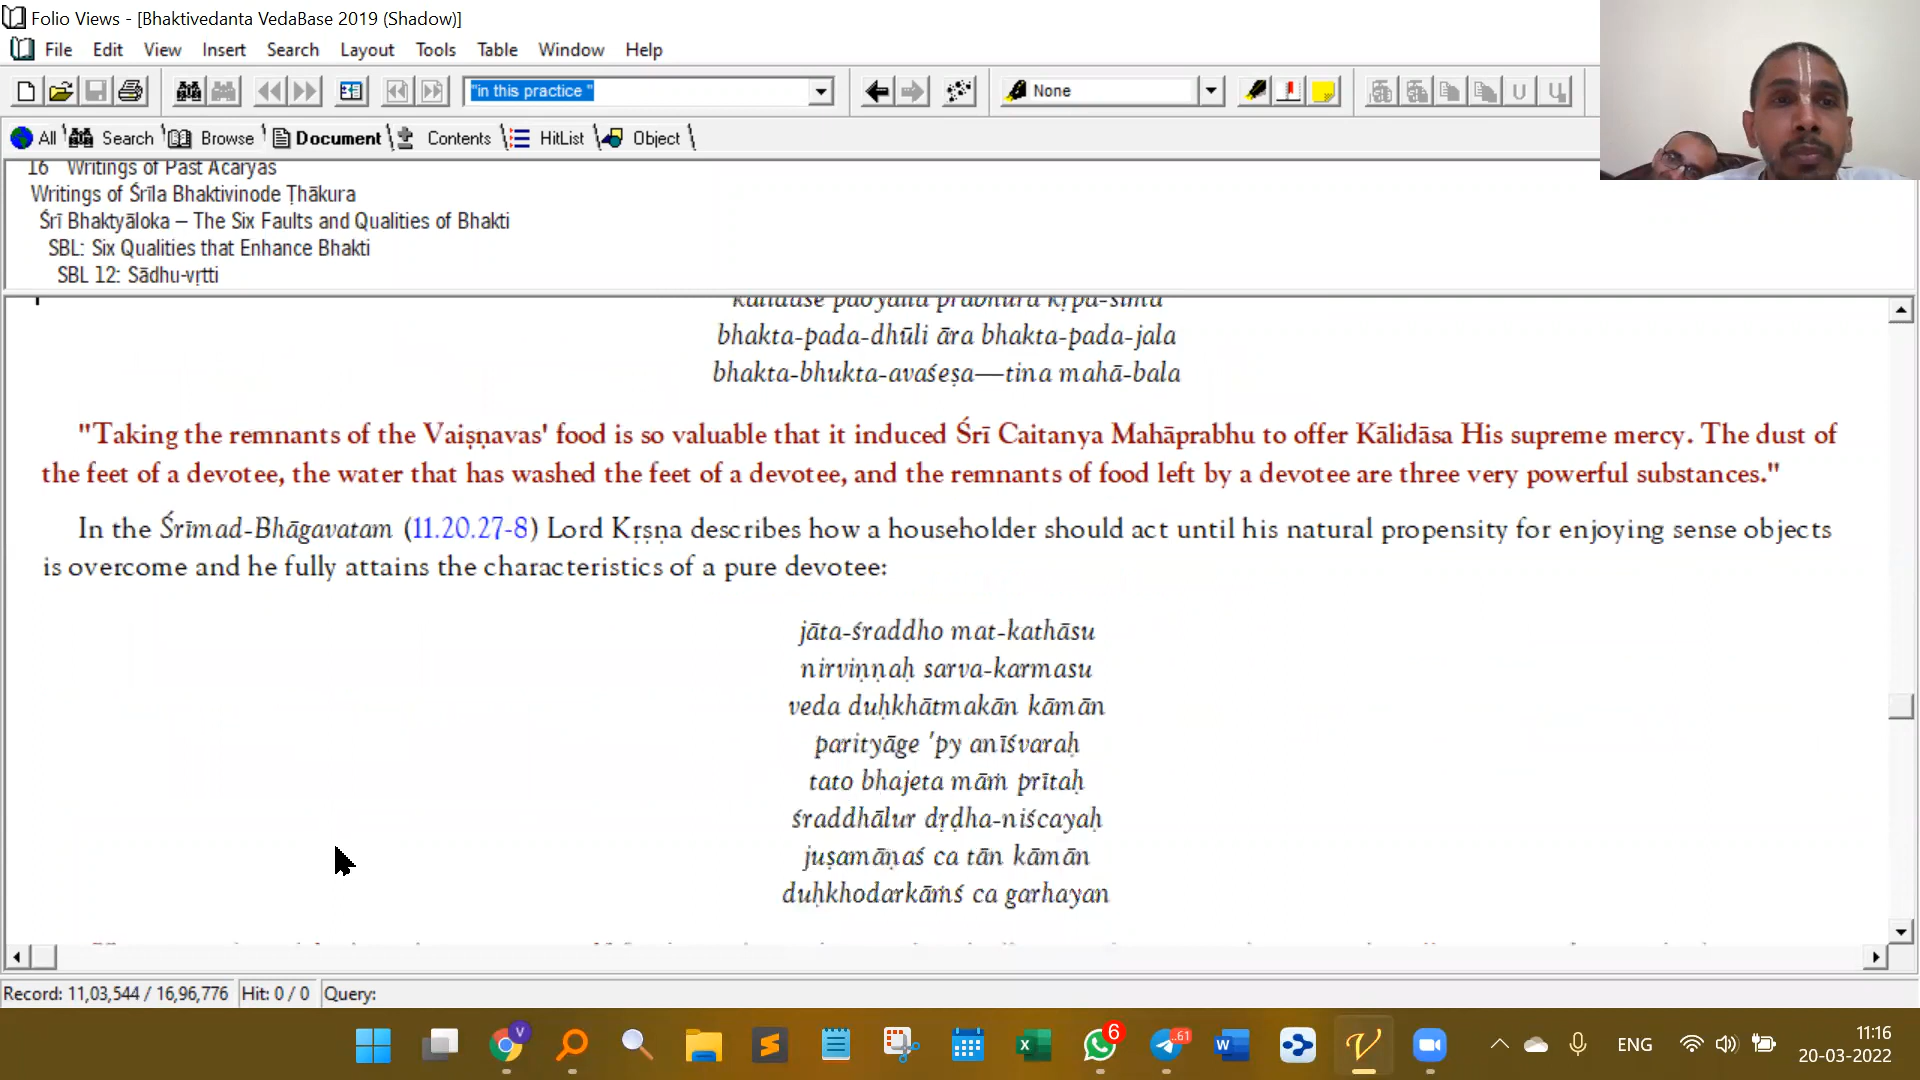 Folio Views - [Bhaktivedanta VedaBase 2019 (Shadow)]
File Edit View Insert Search Layout Tools Table Window Help
"in this practice " None
All Search Browse Document Contents HitList Object
16 Writings of Past Acaryas
Writings of Śrīla Bhaktivinode Ṭhākura
Śrī Bhaktyāloka – The Six Faults and Qualities of Bhakti
SBL: Six Qualities that Enhance Bhakti
SBL 12: Sādhu-vṛtti
bhakta-pada-dhūli āra bhakta-pada-jala
bhakta-bhukta-avaśeṣa—tina mahā-bala
"Taking the remnants of the Vaiṣṇavas' food is so valuable that it induced Śrī Caitanya Mahāprabhu to offer Kālidāsa His supreme mercy. The dust of
the feet of a devotee, the water that has washed the feet of a devotee, and the remnants of food left by a devotee are three very powerful substances."
In the Śrīmad-Bhāgavatam (11.20.27-8) Lord Kṛṣṇa describes how a householder should act until his natural propensity for enjoying sense objects
is overcome and he fully attains the characteristics of a pure devotee:
jāta-śraddho mat-kathāsu
nirviṇṇaḥ sarva-karmasu
veda duḥkhātmakān kāmān
parityāge 'py anīśvaraḥ
tato bhajeta māṁ prītaḥ
śraddhālur dṛḍha-niścayaḥ
juṣamāṇaś ca tān kāmān
duḥkhodarkāṁś ca garhayan
Record: 11,03,544 / 16,96,776 Hit: 0 / 0 Query:
V 6 61 ENG 11:16
20-03-2022